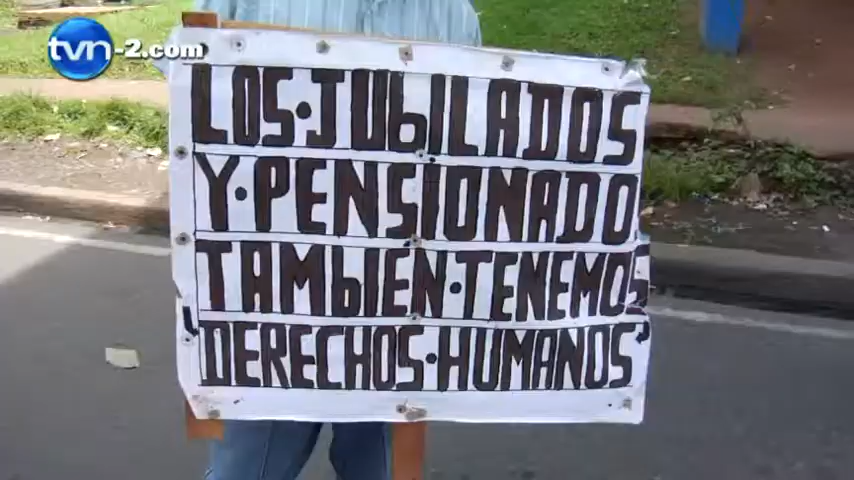 tvn-2.com
LOS·JUbILADOS
Y·PENSIONADO
TAMbIEN·TENEMOS
DERECHOS·HUMANOS